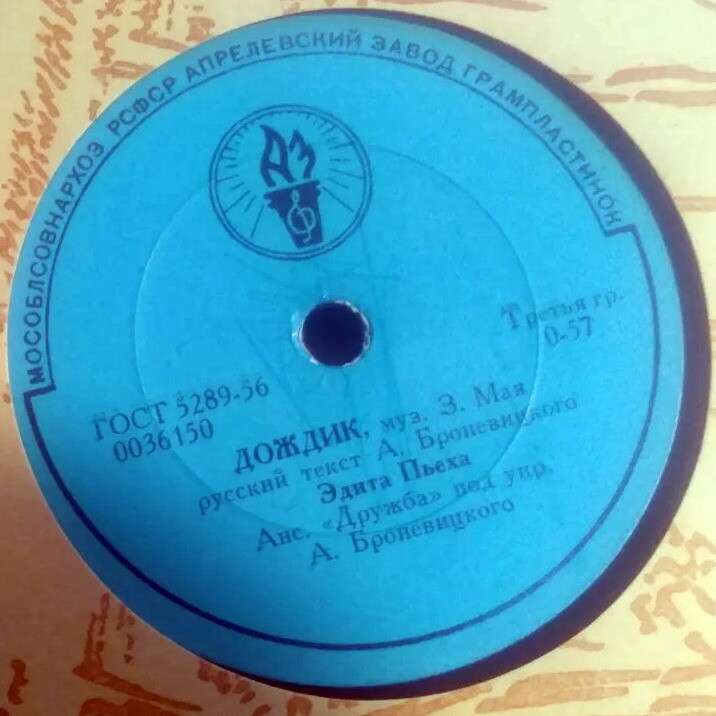 МОСОБЛСОВНАРХОЗ РСФСР АПРЕЛЕВСКИЙ ЗАВОД ГРАМПЛАСТИНОК
АЗ
Третья гр.
0-57
ГОСТ 5289-56
0036150
ДОЖДИК, муз. З. Мая
русский текст А. Броневицкого
Эдита Пьеха
Анс. «Дружба» под упр.
А. Броневицкого